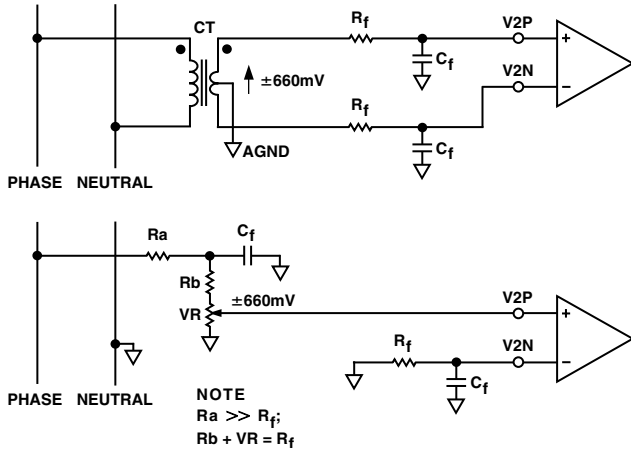 CT
Rf
V2P
+
Cf
±660mV
Rf
V2N
−
Cf
AGND
PHASE NEUTRAL
Ra
Cf
Rb
±660mV
VR
V2P
+
Rf
V2N
−
Cf
PHASE NEUTRAL
NOTE
Ra >> Rf;
Rb + VR = Rf